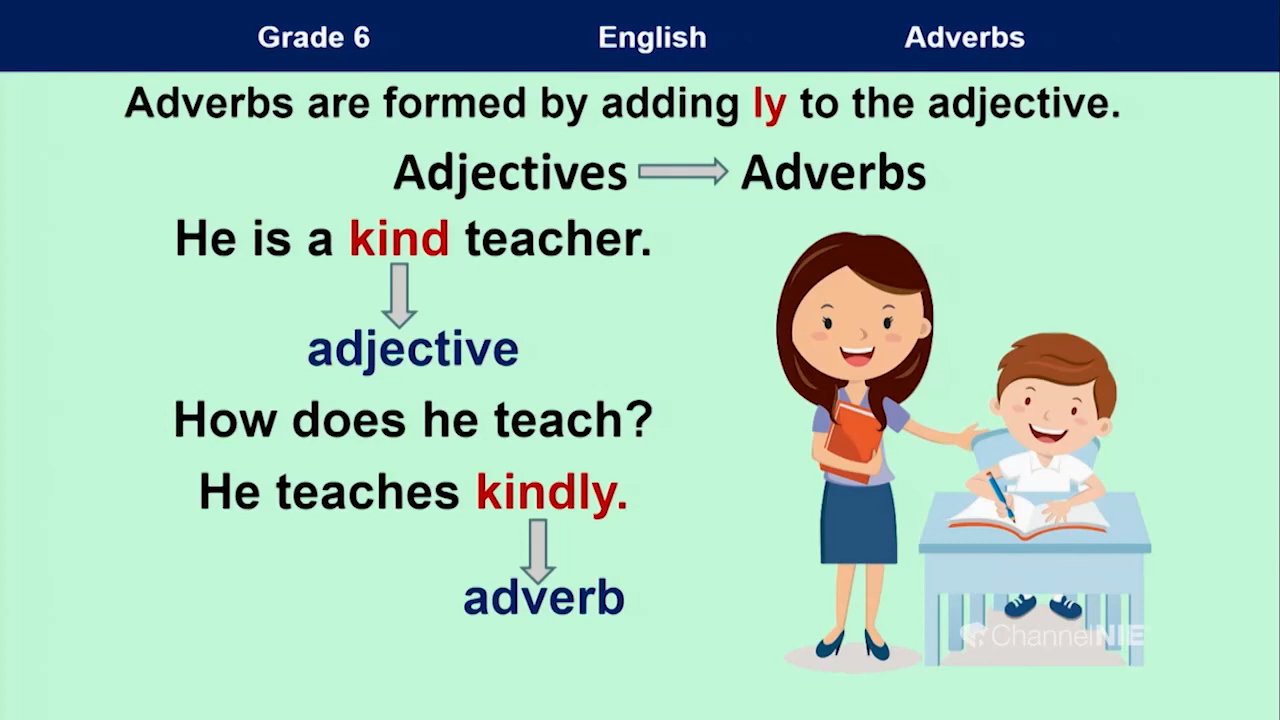 Grade 6 English Adverbs
Adverbs are formed by adding ly to the adjective.
Adjectives Adverbs
He is a kind teacher.
adjective
How does he teach?
He teaches kindly.
adverb
ChannelNIE